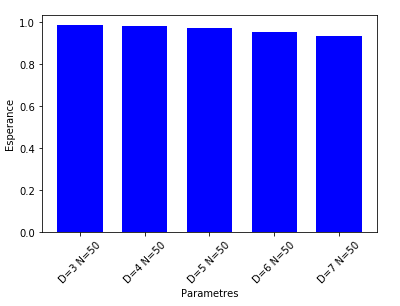 1.0
0.8
0.6
0.4
0.2
0.0
Esperance
D=3 N=50
D=4 N=50
D=5 N=50
D=6 N=50
D=7 N=50
Parametres